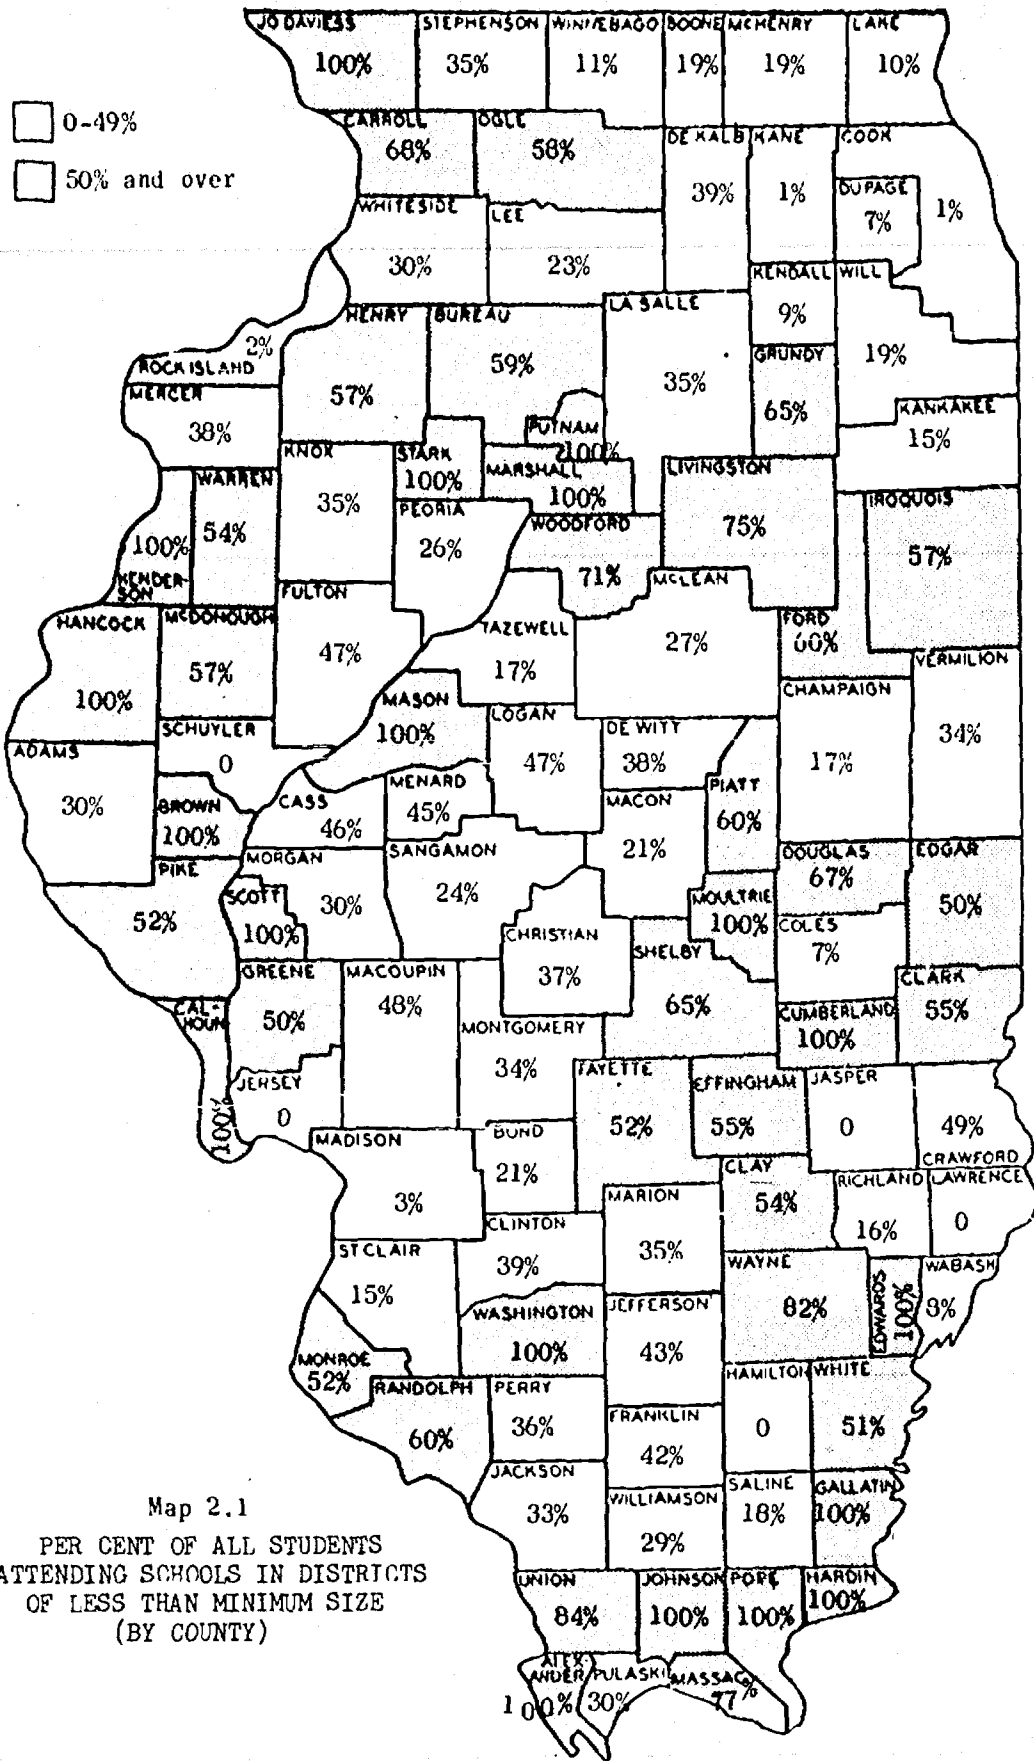 JO DAVIESS
100%
STEPHENSON
35%
WINNEBAGO
11%
BOONE
19%
MCHENRY
19%
LAKE
10%
0-49%
50% and over
CARROLL
68%
OGLE
58%
DE KALB
39%
KANE
1%
COOK
1%
DUPAGE
7%
WHITESIDE
30%
LEE
23%
KENDALL
9%
WILL
19%
LA SALLE
35%
HENRY
57%
BUREAU
59%
2%
ROCK ISLAND
GRUNDY
65%
MERCER
38%
KANKAKEE
15%
PUTNAM
100%
KNOX
35%
STARK
100%
MARSHALL
100%
LIVINGSTON
75%
WARREN
54%
100%
HENDER-
SON
PEORIA
26%
WOODFORD
71%
IROQUOIS
57%
MCLEAN
27%
FULTON
47%
HANCOCK
100%
MCDONOUGH
57%
TAZEWELL
17%
FORD
60%
VERMILION
34%
CHAMPAIGN
17%
MASON
100%
LOGAN
47%
DE WITT
38%
SCHUYLER
0
ADAMS
30%
PIATT
60%
MENARD
45%
CASS
46%
BROWN
100%
MACON
21%
SANGAMON
24%
MORGAN
30%
DOUGLAS
67%
EDGAR
50%
PIKE
52%
SCOTT
100%
MOULTRIE
100%
COLES
7%
CHRISTIAN
37%
SHELBY
65%
GREENE
50%
MACOUPIN
48%
CLARK
55%
CUMBERLAND
100%
CAL-
HOUN
100%
MONTGOMERY
34%
FAYETTE
52%
EFFINGHAM
55%
JASPER
0
JERSEY
0
49%
CRAWFORD
MADISON
3%
BOND
21%
CLAY
54%
RICHLAND
16%
LAWRENCE
0
MARION
35%
CLINTON
39%
ST CLAIR
15%
WAYNE
82%
EDWARDS
100%
WABASH
8%
WASHINGTON
100%
JEFFERSON
43%
MONROE
52%
RANDOLPH
60%
PERRY
36%
HAMILTON
0
WHITE
51%
FRANKLIN
42%
JACKSON
33%
WILLIAMSON
29%
SALINE
18%
GALLATIN
100%
UNION
84%
JOHNSON
100%
POPE
100%
HARDIN
100%
ALEX-
ANDER
100%
PULASKI
30%
MASSAC
77%
Map 2.1
PER CENT OF ALL STUDENTS
ATTENDING SCHOOLS IN DISTRICTS
OF LESS THAN MINIMUM SIZE
(BY COUNTY)